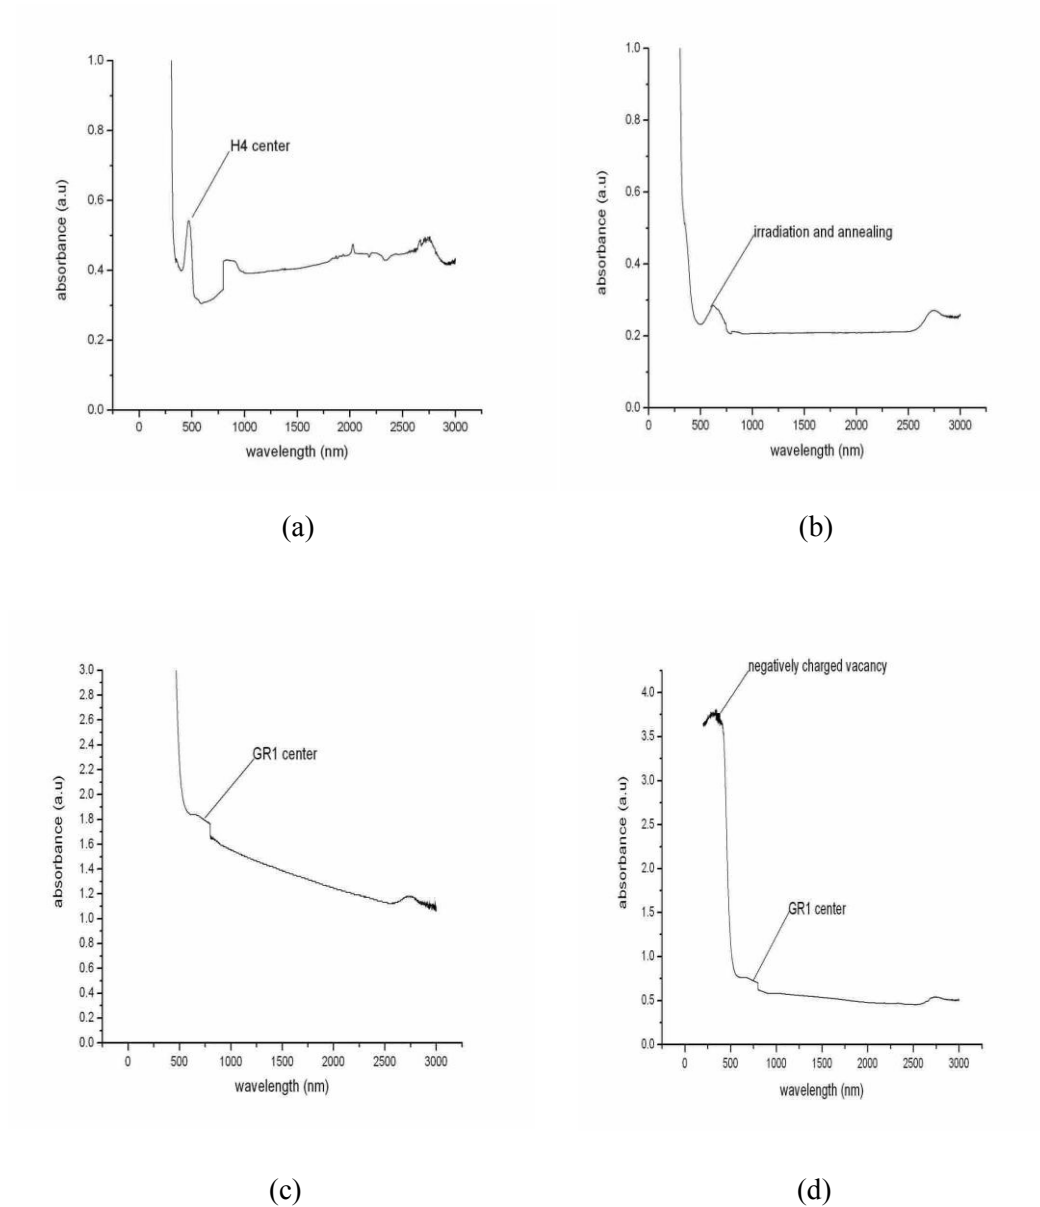 1.0
0.8
0.6
0.4
0.2
0.0
absorbance (a.u)
H4 center
0 500 1000 1500 2000 2500 3000
wavelength (nm)
(a)
1.0
0.8
0.6
0.4
0.2
0.0
absorbance (a.u)
irradiation and annealing
0 500 1000 1500 2000 2500 3000
wavelength (nm)
(b)
3.0
2.8
2.6
2.4
2.2
2.0
1.8
1.6
1.4
1.2
1.0
0.8
0.6
0.4
0.2
0.0
absorbance (a.u)
GR1 center
0 500 1000 1500 2000 2500 3000
wavelength (nm)
(c)
negatively charged vacancy
4.0
3.5
3.0
2.5
2.0
1.5
1.0
0.5
0.0
absorbance (a.u)
GR1 center
0 500 1000 1500 2000 2500 3000
wavelength (nm)
(d)